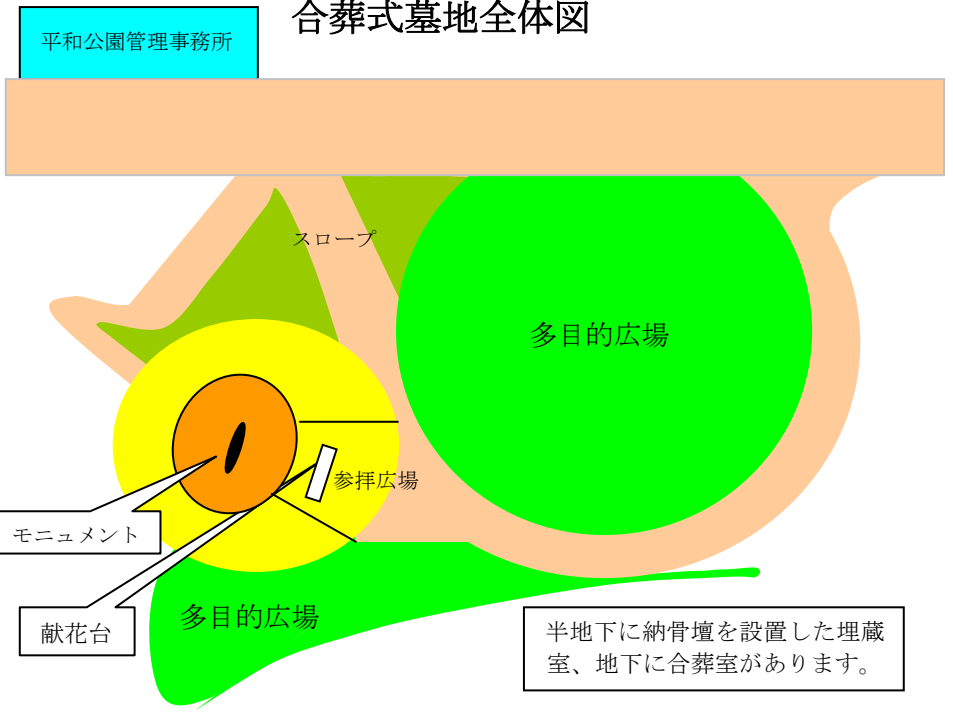 合葬式墓地全体図
平和公園管理事務所
スロープ
多目的広場
参拝広場
モニュメント
献花台
多目的広場
半地下に納骨壇を設置した埋蔵
室、地下に合葬室があります。